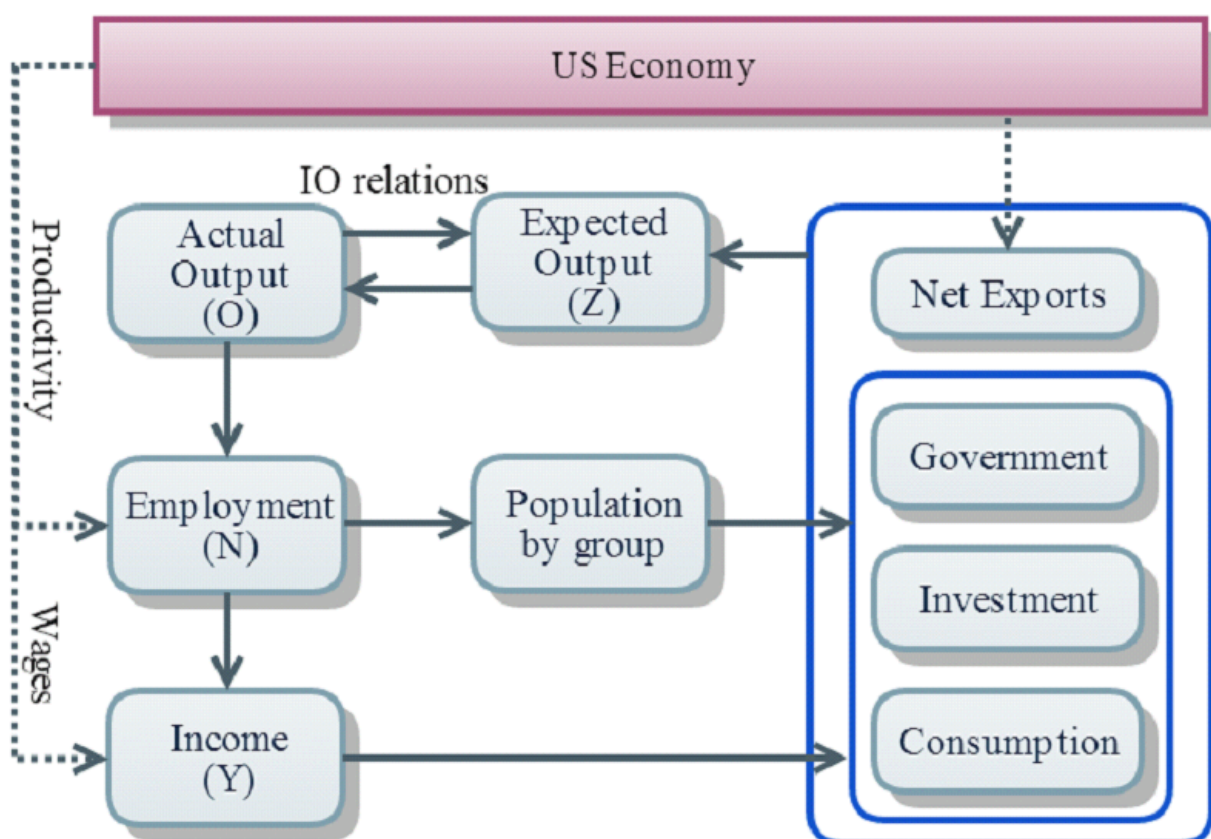 US Economy
IO relations
Actual
Output
(O)
Expected
Output
(Z)
Net Exports
Productivity
Government
Employment
(N)
Population
by group
Investment
Wages
Income
(Y)
Consumption